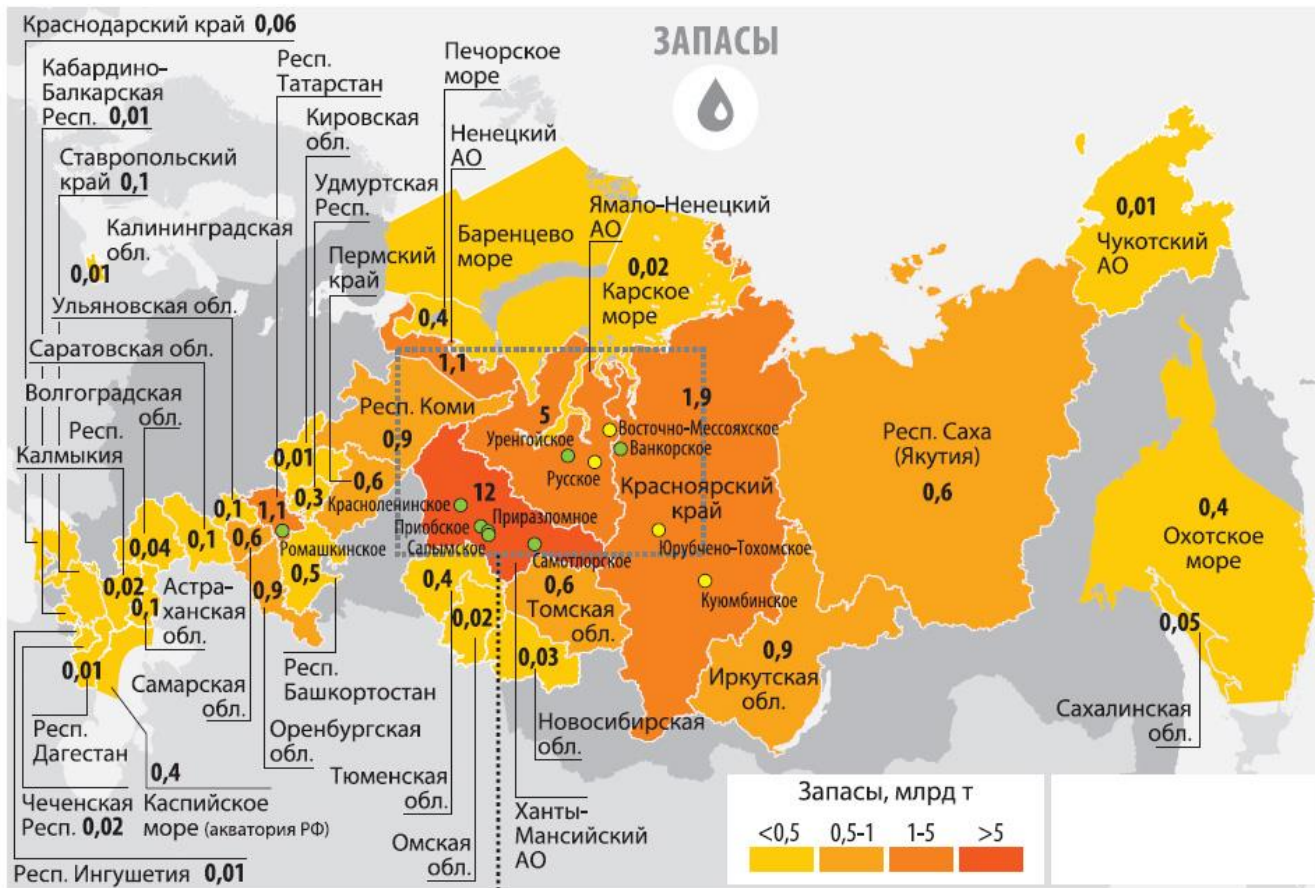 ЗАПАСЫ
Краснодарский край 0,06
Кабардино-
Балкарская
Респ. 0,01
Ставропольский
край 0,1
Калининградская
обл.
0,01
Ульяновская обл.
Саратовская обл.
Волгоградская
обл.
Респ.
Калмыкия
Респ.
Татарстан
Кировская
обл.
Удмуртская
Респ.
Пермский
край
Печорское
море
Ненецкий
АО
Ямало-Ненецкий
АО
Баренцево
море
0,02
Карское
море
0,01
Чукотский
АО
0,4
1,1
Респ. Коми
0,9
5
1,9
Восточно-Мессояхское
Уренгойское
Ванкорское
Русское
Респ. Саха
(Якутия)
0,6
0,01
0,6
0,3
Красноленинское
12
Приразломное
Приобское
Салымское
Самотлорское
Красноярский
край
Юрубчено-Тохомское
Куюмбинское
0,4
Охотское
море
0,05
Сахалинская
обл.
0,1
1,1
0,6
Ромашкинское
0,04
0,1
0,5
0,9
0,02
0,1
Астра-
ханская
обл.
0,4
0,02
0,6
Томская
обл.
0,03
0,9
Иркутская
обл.
0,01
Самарская
обл.
Респ.
Башкортостан
Респ.
Дагестан
Оренбургская
обл.
Новосибирская
обл.
Тюменская
обл.
0,4
Каспийское
море (акватория РФ)
Чеченская
Респ. 0,02
Омская
обл.
Ханты-
Мансийский
АО
Респ. Ингушетия 0,01
Запасы, млрд т
<0,5 0,5-1 1-5 >5